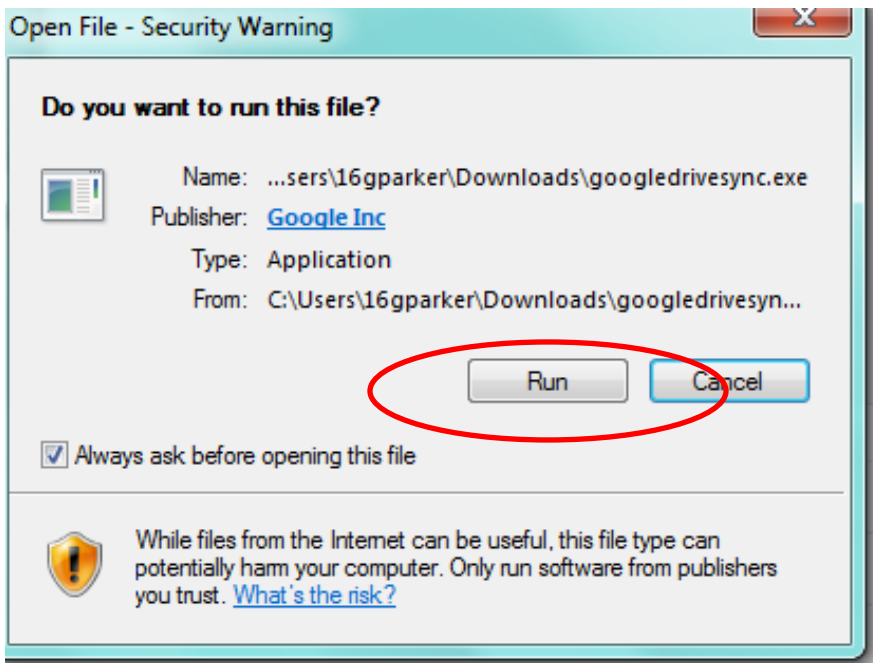 Open File - Security Warning
Do you want to run this file?
Name: ...sers\16gparker\Downloads\googledrivesync.exe
Publisher: Google Inc
Type: Application
From: C:\Users\16gparker\Downloads\googledrivesyn...
Run Cancel
Always ask before opening this file
While files from the Internet can be useful, this file type can
potentially harm your computer. Only run software from publishers
you trust. What's the risk?